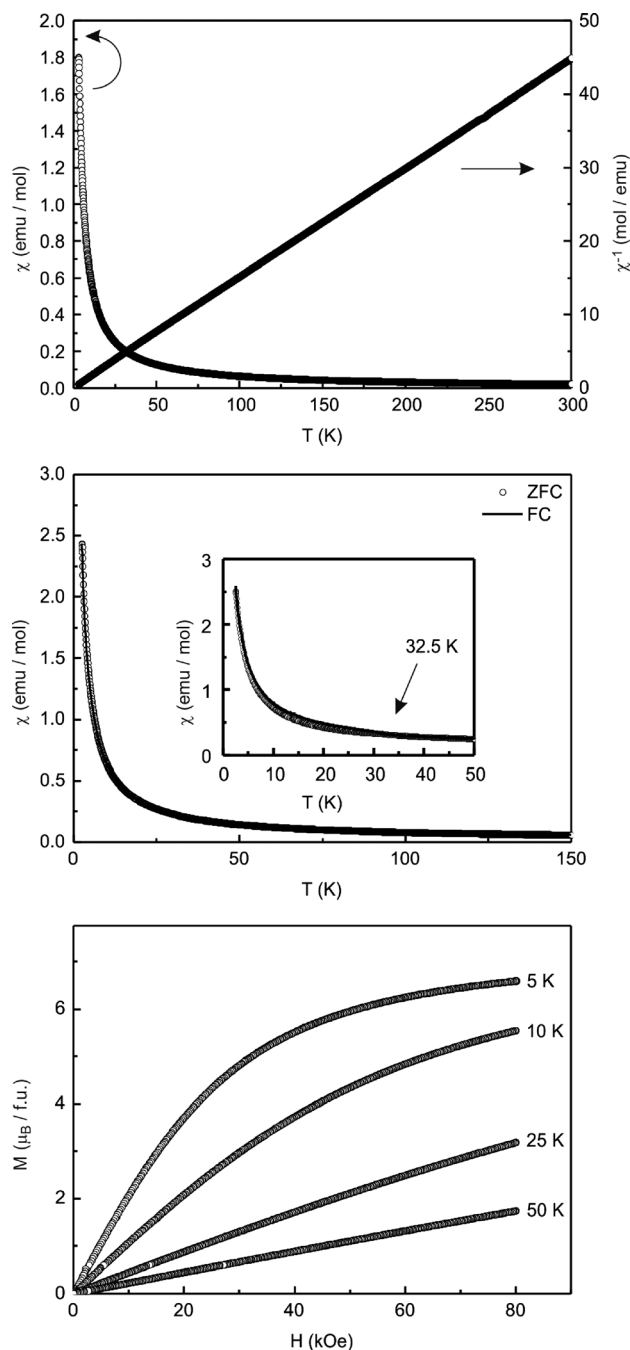 2.0
1.8
1.6
1.4
1.2
1.0
0.8
0.6
0.4
0.2
0.0
χ (emu / mol)
50
40
30
20
10
0
χ⁻¹ (mol / emu)
0 50 100 150 200 250 300
T (K)
3.0
2.5
2.0
1.5
1.0
0.5
0.0
χ (emu / mol)
ZFC
FC
3
2
1
0
χ (emu / mol)
32.5 K
0 10 20 30 40 50
T (K)
0 50 100 150
T (K)
6
4
2
0
M (μB / f.u.)
5 K
10 K
25 K
50 K
0 20 40 60 80
H (kOe)